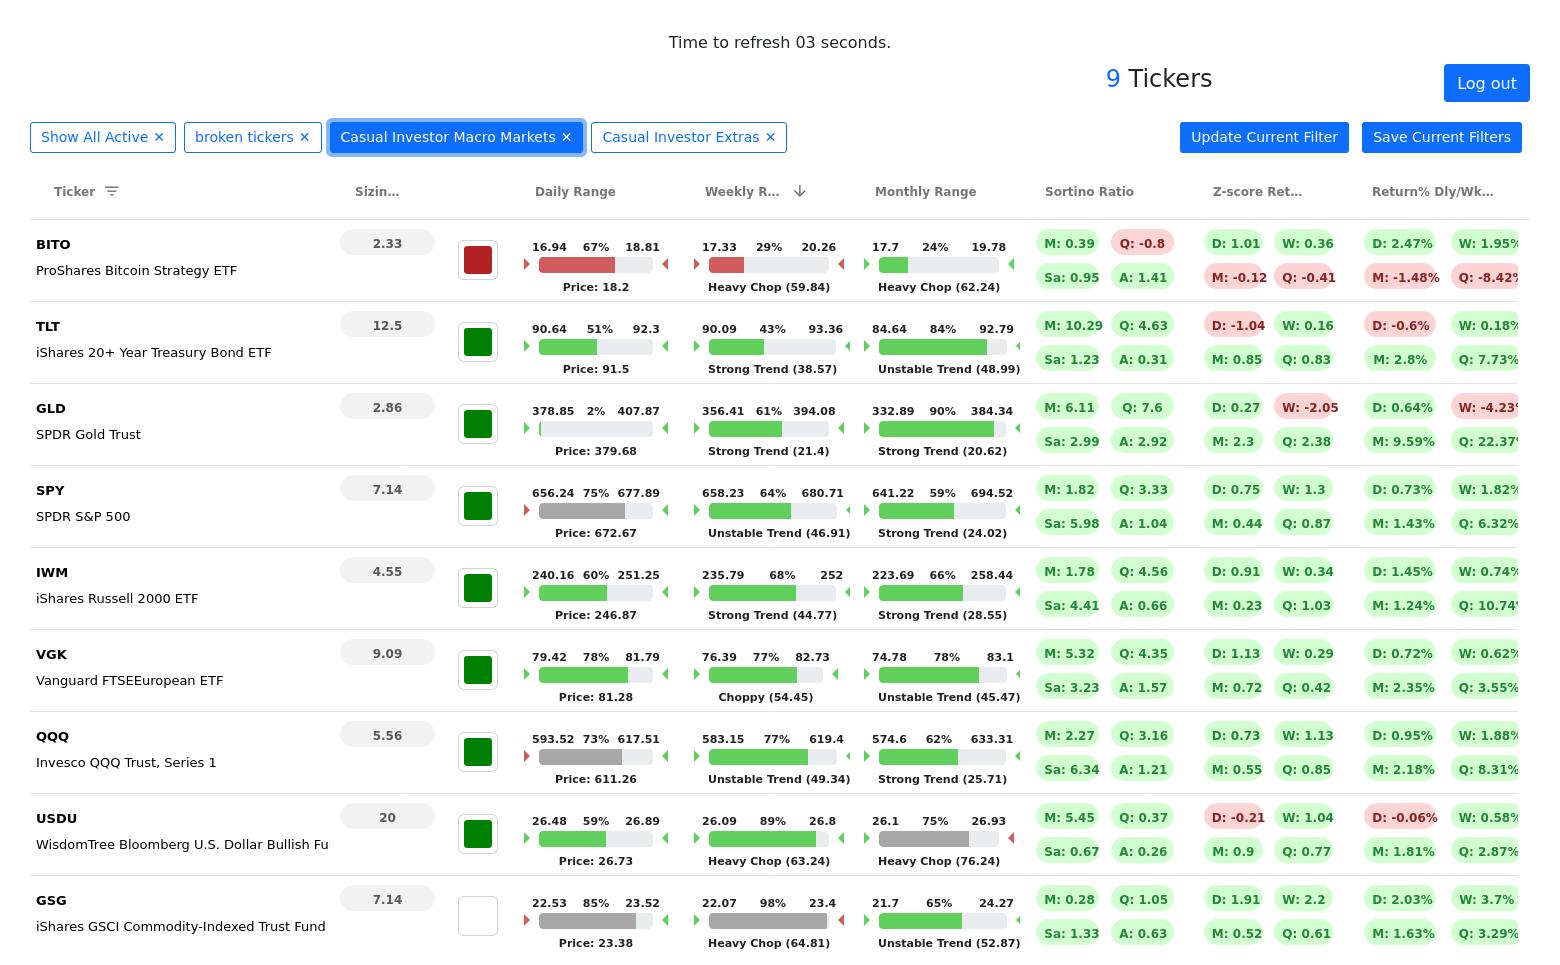 Time to refresh 03 seconds.
9 Tickers
Log out
Show All Active ✕ broken tickers ✕ Casual Investor Macro Markets ✕ Casual Investor Extras ✕ Update Current Filter Save Current Filters
Ticker Sizin... Daily Range Weekly R... Monthly Range Sortino Ratio Z-score Ret... Return% Dly/Wk...
BITO 2.33 16.94 67% 18.81 17.33 29% 20.26 17.7 24% 19.78 M: 0.39 Q: -0.8 D: 1.01 W: 0.36 D: 2.47% W: 1.95%
ProShares Bitcoin Strategy ETF Price: 18.2 Heavy Chop (59.84) Heavy Chop (62.24) Sa: 0.95 A: 1.41 M: -0.12 Q: -0.41 M: -1.48% Q: -8.42%
TLT 12.5 90.64 51% 92.3 90.09 43% 93.36 84.64 84% 92.79 M: 10.29 Q: 4.63 D: -1.04 W: 0.16 D: -0.6% W: 0.18%
iShares 20+ Year Treasury Bond ETF Price: 91.5 Strong Trend (38.57) Unstable Trend (48.99) Sa: 1.23 A: 0.31 M: 0.85 Q: 0.83 M: 2.8% Q: 7.73%
GLD 2.86 378.85 2% 407.87 356.41 61% 394.08 332.89 90% 384.34 M: 6.11 Q: 7.6 D: 0.27 W: -2.05 D: 0.64% W: -4.23%
SPDR Gold Trust Price: 379.68 Strong Trend (21.4) Strong Trend (20.62) Sa: 2.99 A: 2.92 M: 2.3 Q: 2.38 M: 9.59% Q: 22.37%
SPY 7.14 656.24 75% 677.89 658.23 64% 680.71 641.22 59% 694.52 M: 1.82 Q: 3.33 D: 0.75 W: 1.3 D: 0.73% W: 1.82%
SPDR S&P 500 Price: 672.67 Unstable Trend (46.91) Strong Trend (24.02) Sa: 5.98 A: 1.04 M: 0.44 Q: 0.87 M: 1.43% Q: 6.32%
IWM 4.55 240.16 60% 251.25 235.79 68% 252 223.69 66% 258.44 M: 1.78 Q: 4.56 D: 0.91 W: 0.34 D: 1.45% W: 0.74%
iShares Russell 2000 ETF Price: 246.87 Strong Trend (44.77) Strong Trend (28.55) Sa: 4.41 A: 0.66 M: 0.23 Q: 1.03 M: 1.24% Q: 10.74%
VGK 9.09 79.42 78% 81.79 76.39 77% 82.73 74.78 78% 83.1 M: 5.32 Q: 4.35 D: 1.13 W: 0.29 D: 0.72% W: 0.62%
Vanguard FTSEEuropean ETF Price: 81.28 Choppy (54.45) Unstable Trend (45.47) Sa: 3.23 A: 1.57 M: 0.72 Q: 0.42 M: 2.35% Q: 3.55%
QQQ 5.56 593.52 73% 617.51 583.15 77% 619.4 574.6 62% 633.31 M: 2.27 Q: 3.16 D: 0.73 W: 1.13 D: 0.95% W: 1.88%
Invesco QQQ Trust, Series 1 Price: 611.26 Unstable Trend (49.34) Strong Trend (25.71) Sa: 6.34 A: 1.21 M: 0.55 Q: 0.85 M: 2.18% Q: 8.31%
USDU 20 26.48 59% 26.89 26.09 89% 26.8 26.1 75% 26.93 M: 5.45 Q: 0.37 D: -0.21 W: 1.04 D: -0.06% W: 0.58%
WisdomTree Bloomberg U.S. Dollar Bullish Fu Price: 26.73 Heavy Chop (63.24) Heavy Chop (76.24) Sa: 0.67 A: 0.26 M: 0.9 Q: 0.77 M: 1.81% Q: 2.87%
GSG 7.14 22.53 85% 23.52 22.07 98% 23.4 21.7 65% 24.27 M: 0.28 Q: 1.05 D: 1.91 W: 2.2 D: 2.03% W: 3.7%
iShares GSCI Commodity-Indexed Trust Fund Price: 23.38 Heavy Chop (64.81) Unstable Trend (52.87) Sa: 1.33 A: 0.63 M: 0.52 Q: 0.61 M: 1.63% Q: 3.29%